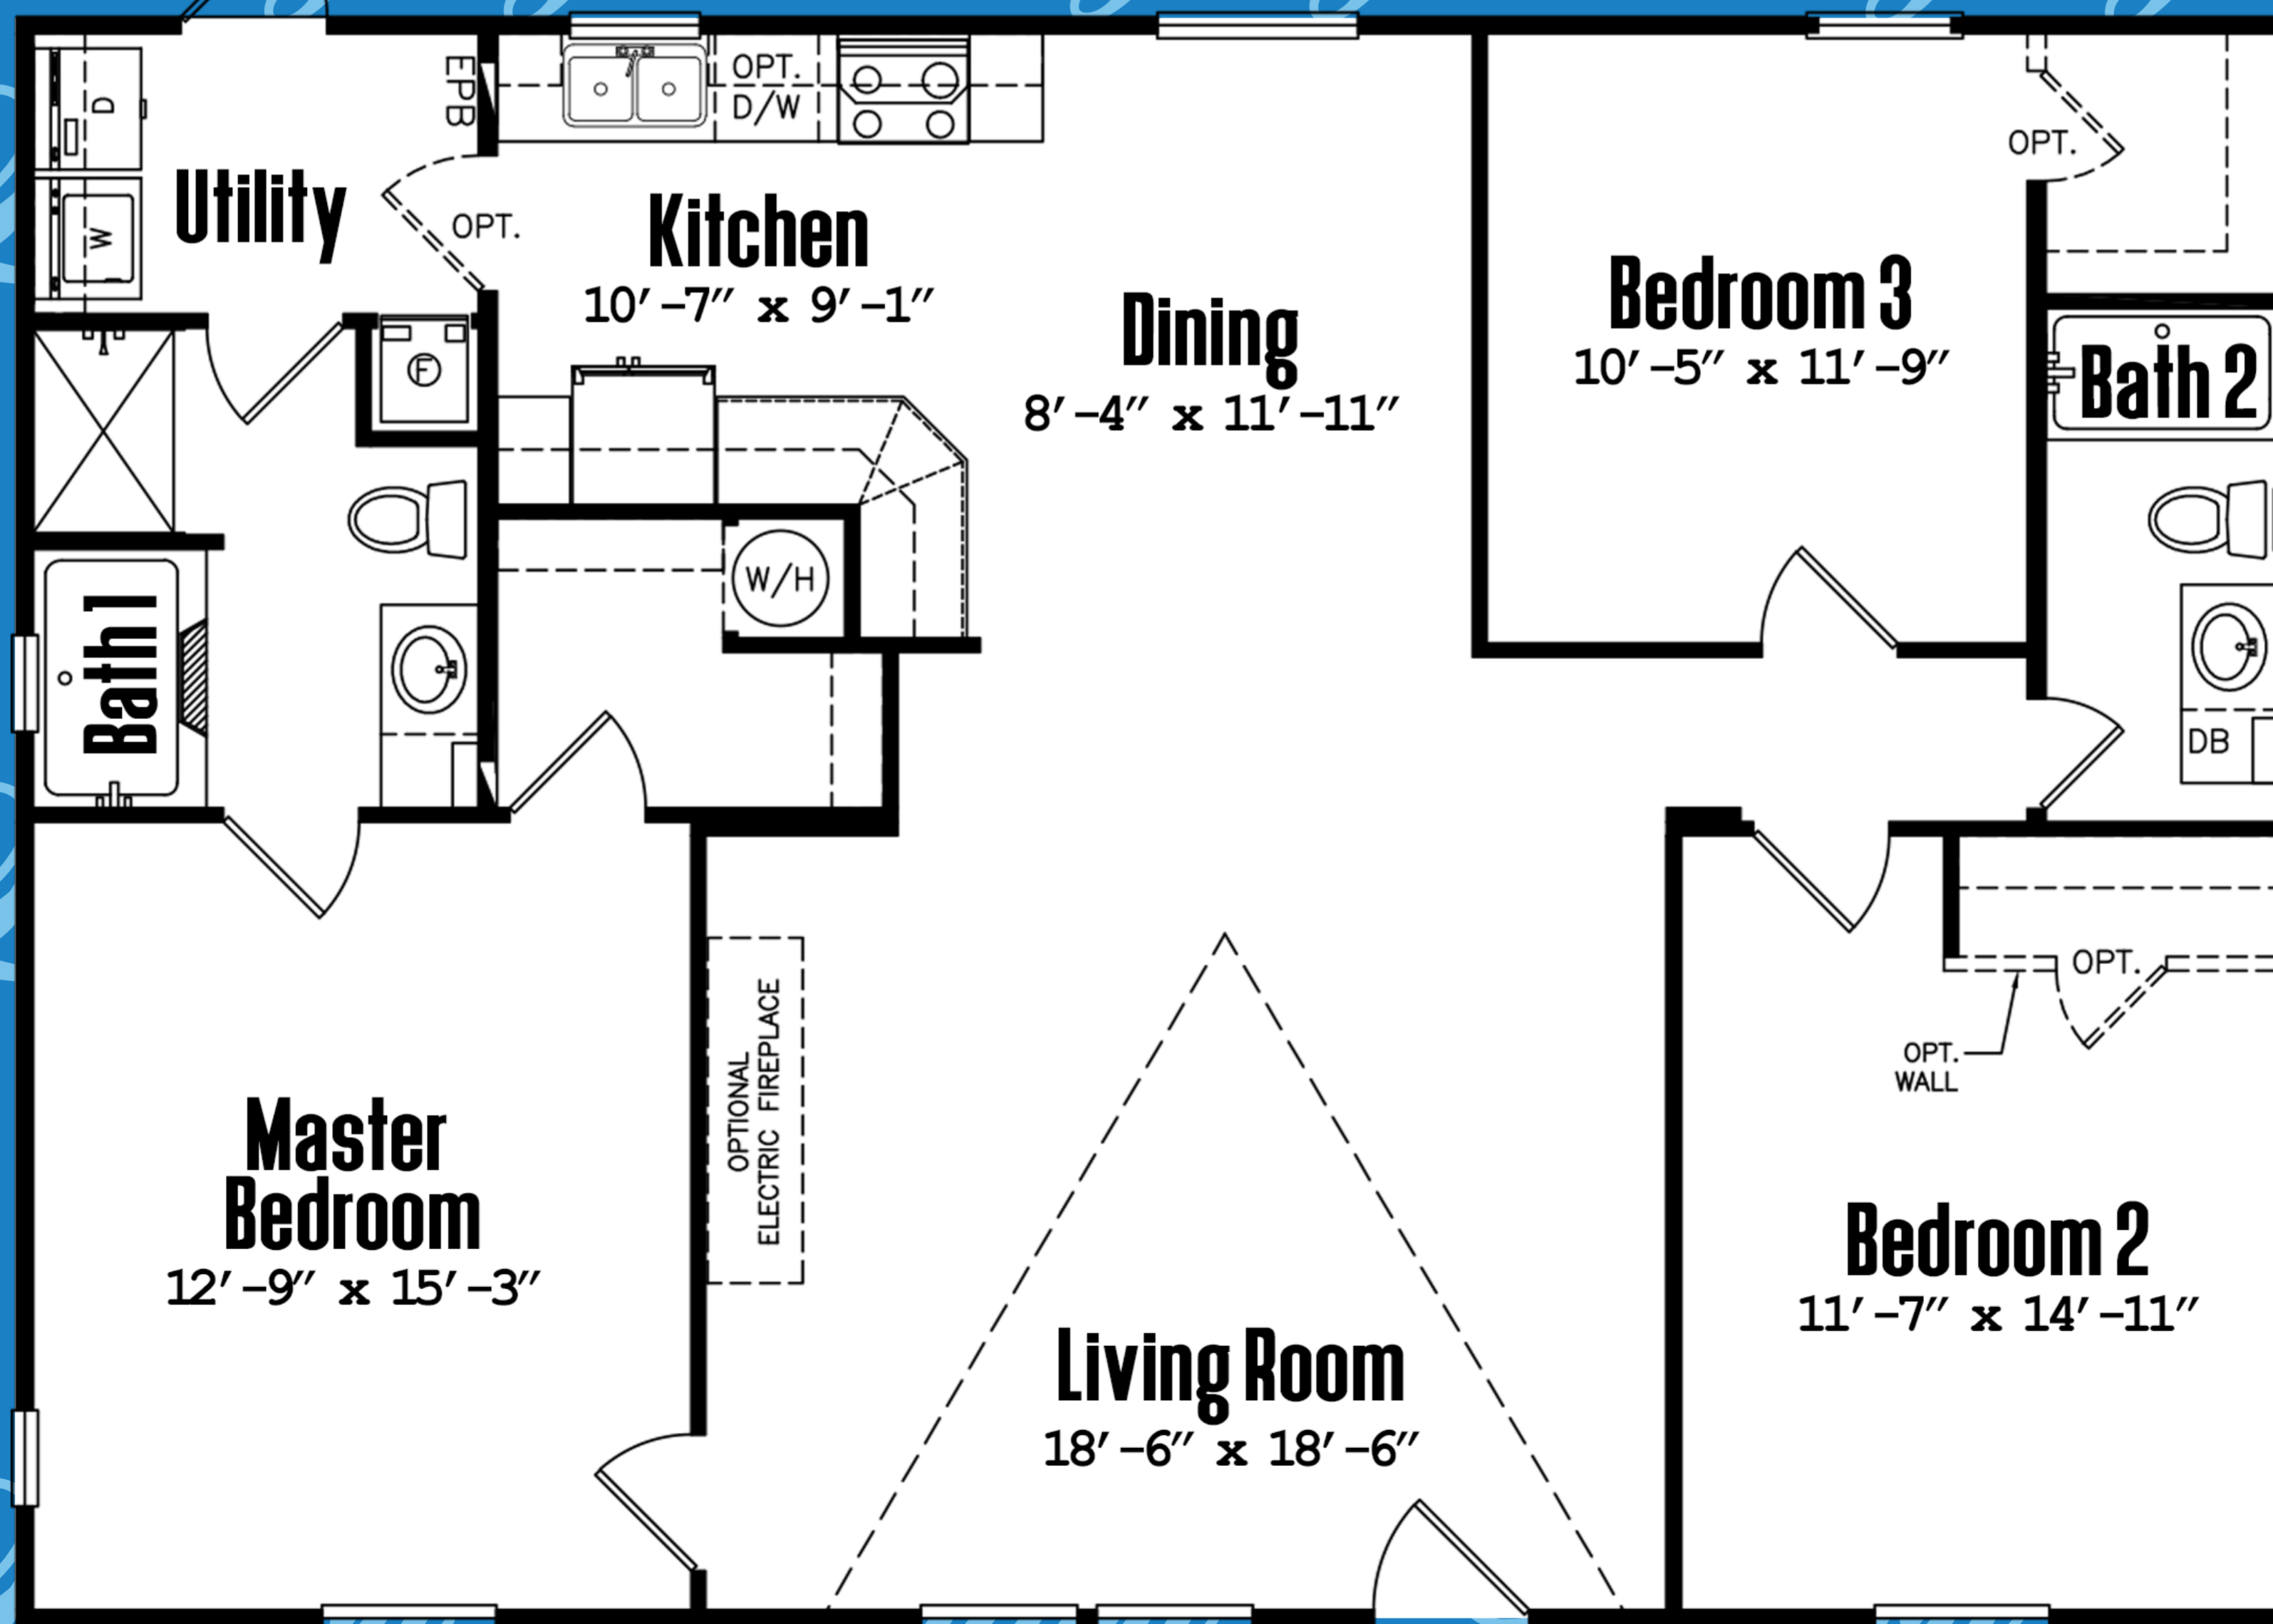 EPB
OPT.
D/W
D
W
Utility
OPT.
Kitchen
10'-7" x 9'-1"
Dining
8'-4" x 11'-11"
OPT.
Bedroom 3
10'-5" x 11'-9"
Bath 2
F
W/H
Bath 1
DB
OPT.
OPT.
WALL
OPTIONAL
ELECTRIC FIREPLACE
Master
Bedroom
12'-9" x 15'-3"
Living Room
18'-6" x 18'-6"
Bedroom 2
11'-7" x 14'-11"